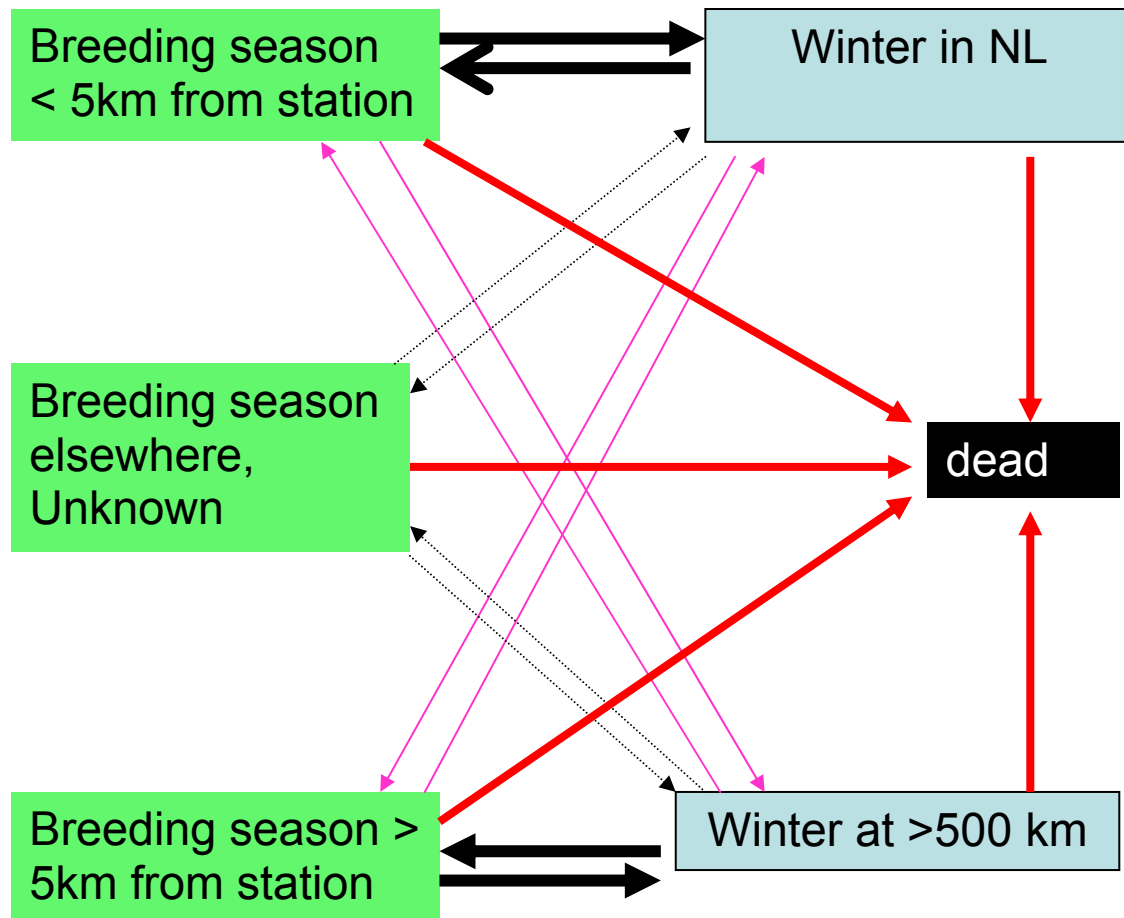 Breeding season
< 5km from station
Winter in NL
Breeding season
elsewhere,
Unknown
dead
Breeding season >
5km from station
Winter at >500 km